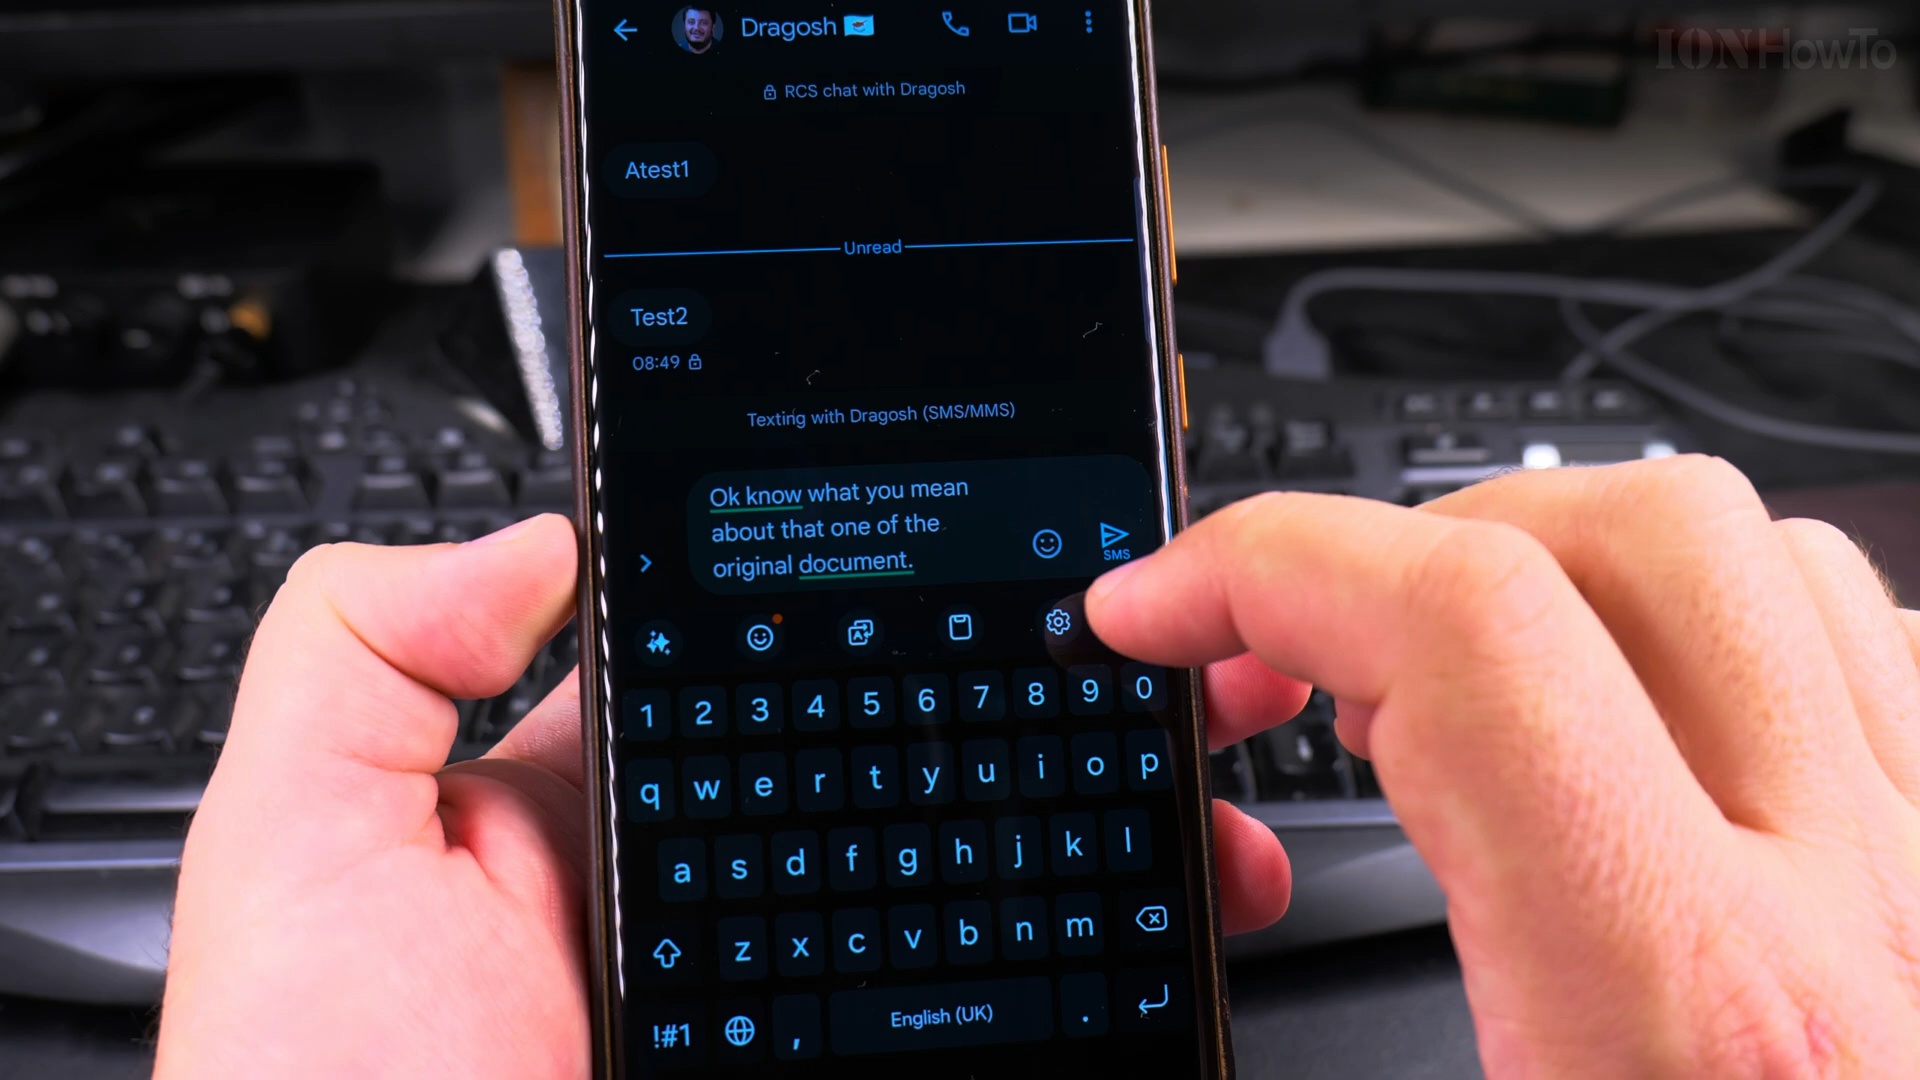 IONHowTo
Dragosh
RCS chat with Dragosh
Atest1
Unread
Test2
08:49
Texting with Dragosh (SMS/MMS)
Ok know what you mean
about that one of the
original document.
SMS
1 2 3 4 5 6 7 8 9 0
q w e r t y u i o p
a s d f g h j k l
z x c v b n m
!#1 , English (UK) .